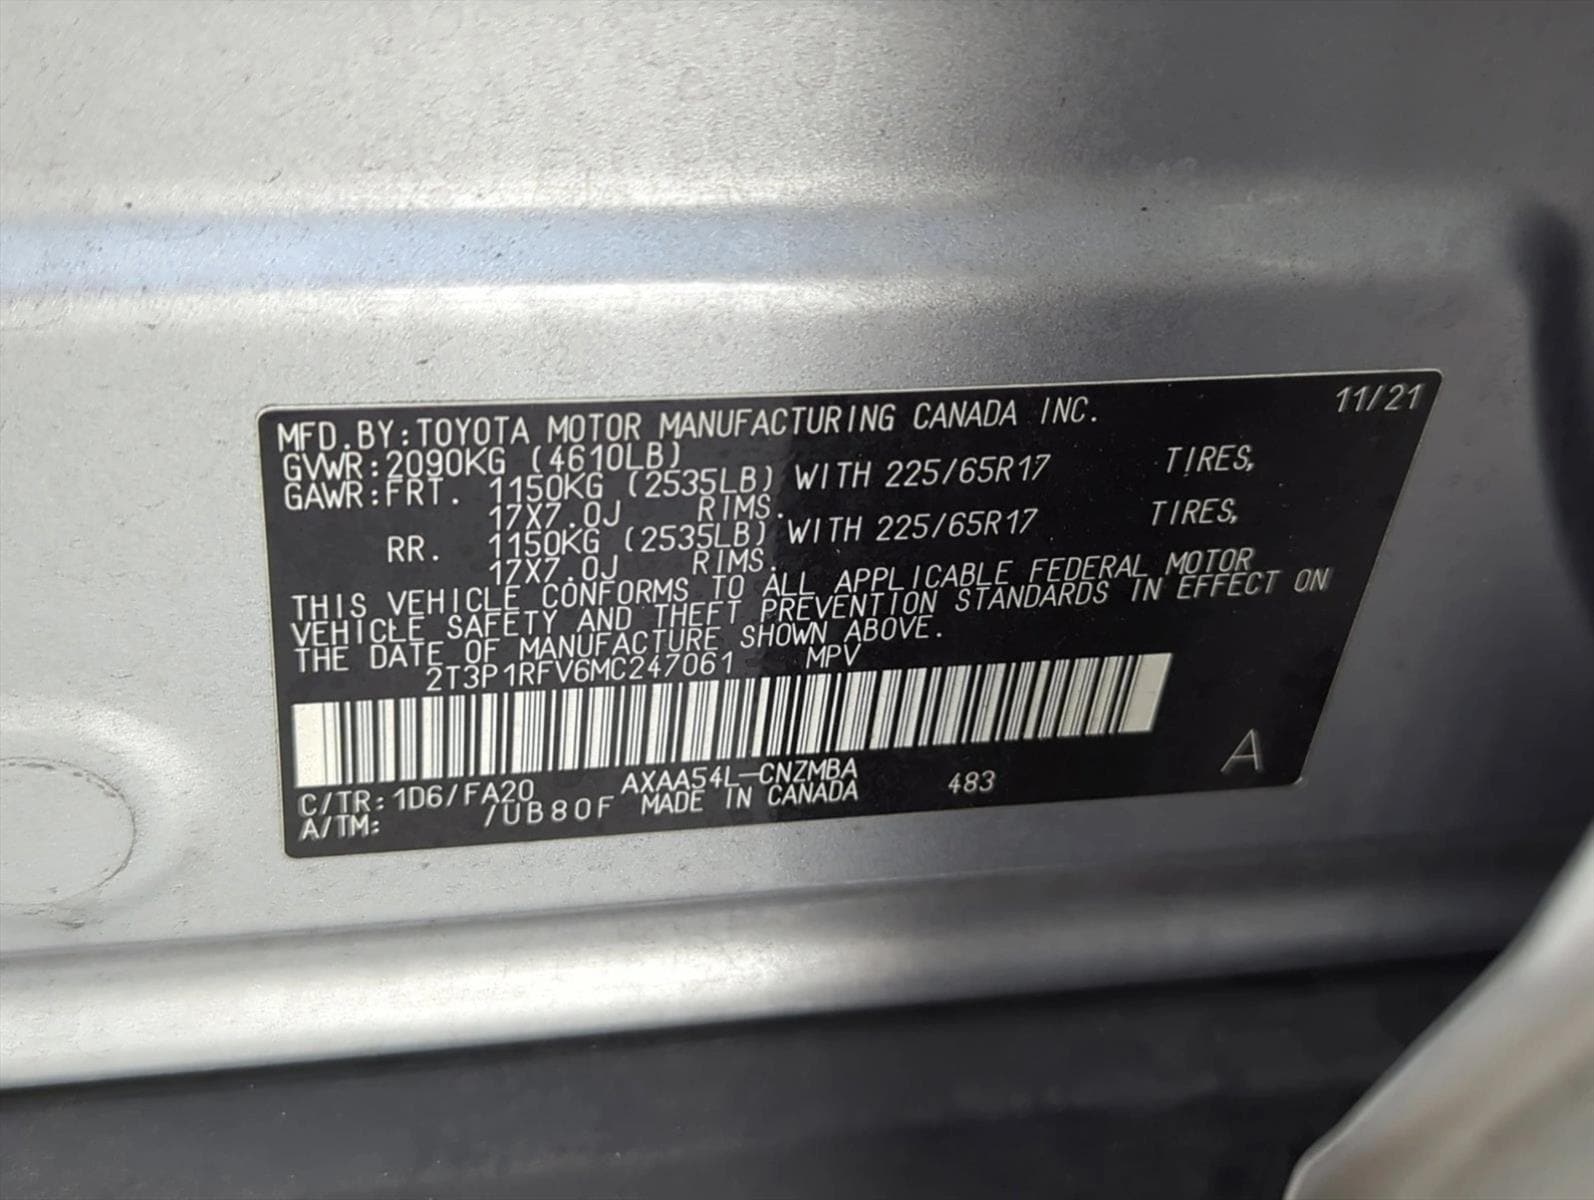 11/21
MFD.BY:TOYOTA MOTOR MANUFACTURING CANADA INC.
GVWR:2090KG (4610LB)
GAWR:FRT. 1150KG (2535LB) WITH 225/65R17 TIRES,
17X7.0J RIMS.
RR. 1150KG (2535LB) WITH 225/65R17 TIRES,
17X7.0J RIMS.
THIS VEHICLE CONFORMS TO ALL APPLICABLE FEDERAL MOTOR
VEHICLE SAFETY AND THEFT PREVENTION STANDARDS IN EFFECT ON
THE DATE OF MANUFACTURE SHOWN ABOVE.
2T3P1RFV6MC247061 MPV
C/TR:1D6/FA20 AXAA54L-CNZMBA 483 A
A/TM: /UB80F MADE IN CANADA